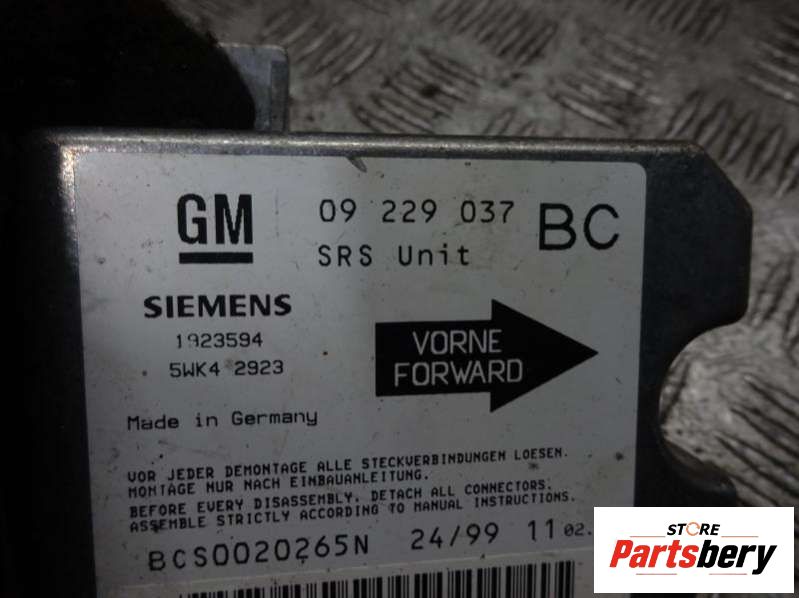 GM 09 229 037 BC
SRS Unit
SIEMENS
1923594
5WK4 2923
VORNE
FORWARD
Made in Germany
VOR JEDER DEMONTAGE ALLE STECKVERBINDUNGEN LOESEN.
MONTAGE NUR NACH EINBAUANLEITUNG.
BEFORE EVERY DISASSEMBLY, DETACH ALL CONNECTORS.
ASSEMBLE STRICTLY ACCORDING TO MANUAL INSTRUCTIONS.
BCS0020265N 24/99 11 02.
STORE
Partsbery